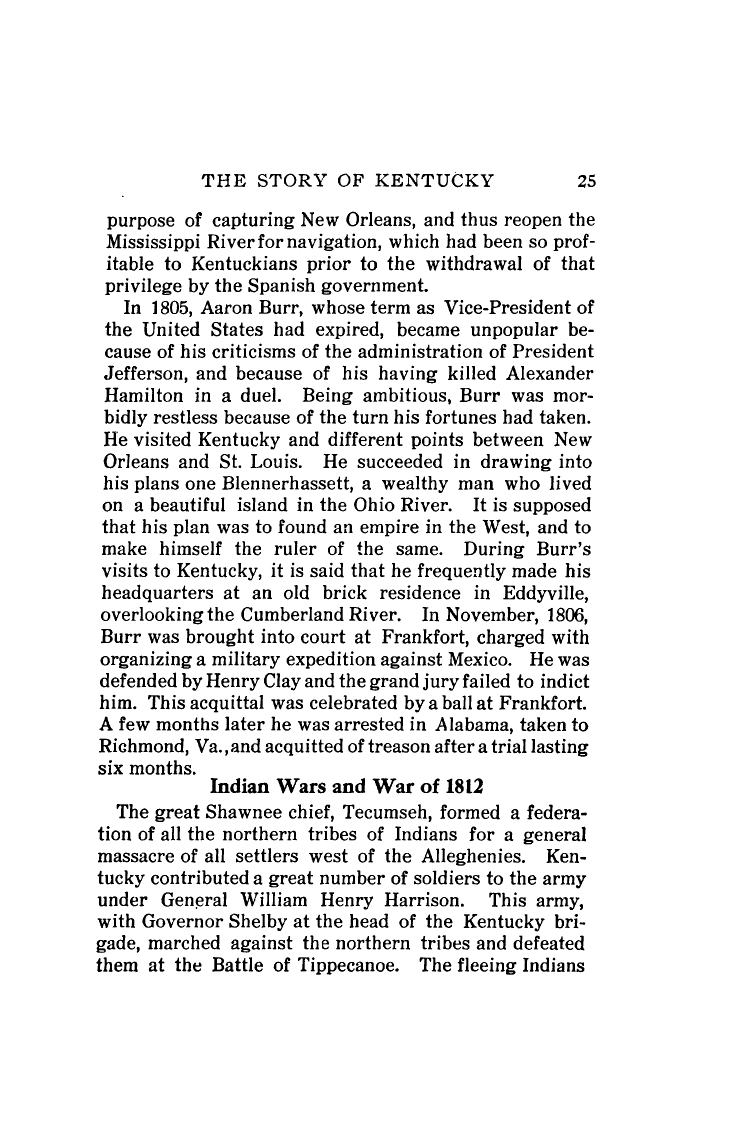 THE STORY OF KENTUCKY 25
purpose of capturing New Orleans, and thus reopen the
Mississippi River for navigation, which had been so prof-
itable to Kentuckians prior to the withdrawal of that
privilege by the Spanish government.
In 1805, Aaron Burr, whose term as Vice-President of
the United States had expired, became unpopular be-
cause of his criticisms of the administration of President
Jefferson, and because of his having killed Alexander
Hamilton in a duel. Being ambitious, Burr was mor-
bidly restless because of the turn his fortunes had taken.
He visited Kentucky and different points between New
Orleans and St. Louis. He succeeded in drawing into
his plans one Blennerhassett, a wealthy man who lived
on a beautiful island in the Ohio River. It is supposed
that his plan was to found an empire in the West, and to
make himself the ruler of the same. During Burr's
visits to Kentucky, it is said that he frequently made his
headquarters at an old brick residence in Eddyville,
overlooking the Cumberland River. In November, 1806,
Burr was brought into court at Frankfort, charged with
organizing a military expedition against Mexico. He was
defended by Henry Clay and the grand jury failed to indict
him. This acquittal was celebrated by a ball at Frankfort.
A few months later he was arrested in Alabama, taken to
Richmond, Va., and acquitted of treason after a trial lasting
six months.
Indian Wars and War of 1812
The great Shawnee chief, Tecumseh, formed a federa-
tion of all the northern tribes of Indians for a general
massacre of all settlers west of the Alleghenies. Ken-
tucky contributed a great number of soldiers to the army
under General William Henry Harrison. This army,
with Governor Shelby at the head of the Kentucky bri-
gade, marched against the northern tribes and defeated
them at the Battle of Tippecanoe. The fleeing Indians